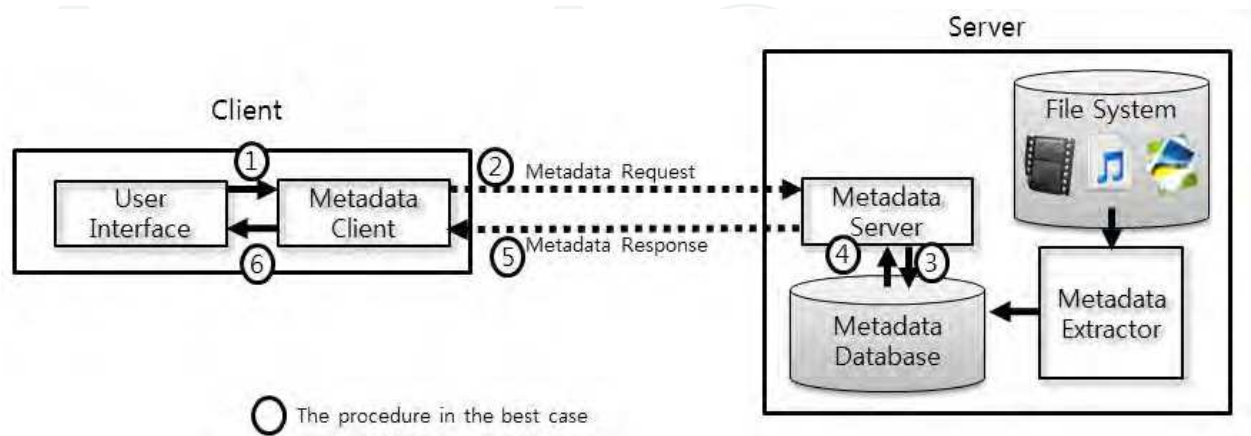 Server
Client
File System
①
②
Metadata Request
User
Interface
Metadata
Client
Metadata
Server
Metadata Response
⑥
⑤
④
③
Metadata
Database
Metadata
Extractor
The procedure in the best case